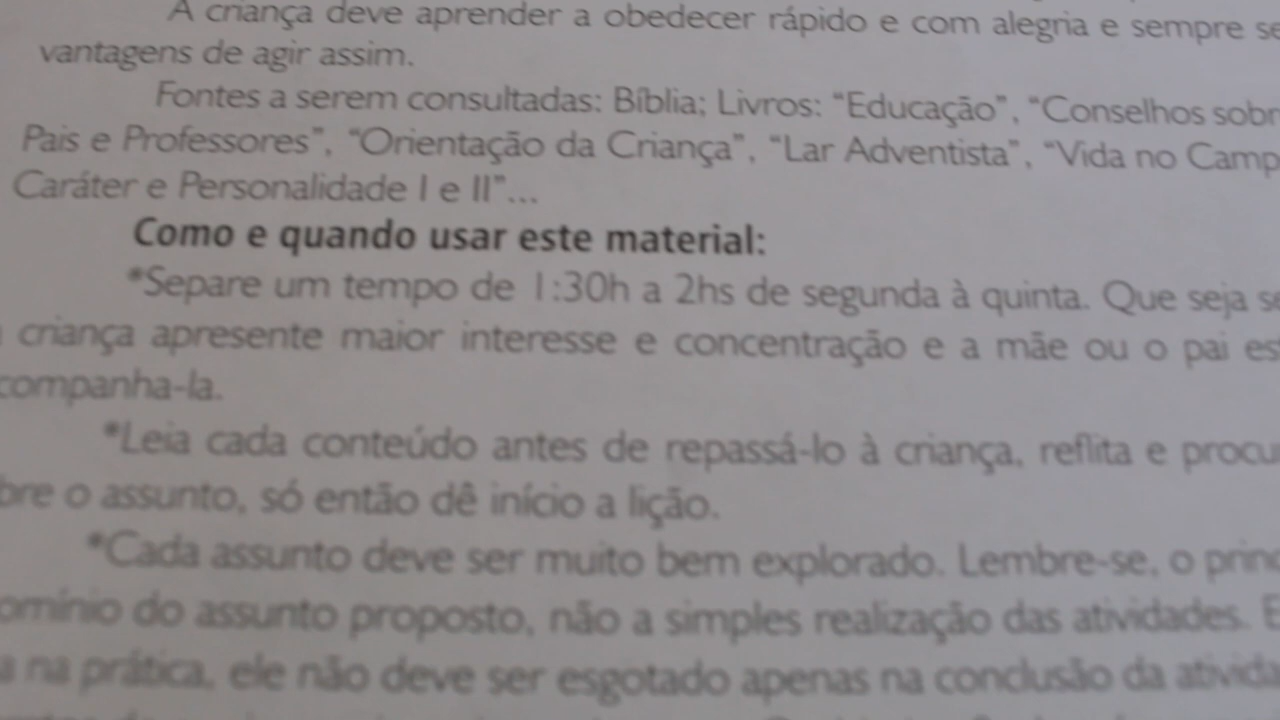 A criança deve aprender a obedecer rápido e com alegria e sempre se
vantagens de agir assim.
Fontes a serem consultadas: Bíblia; Livros: “Educação”, “Conselhos sobr
Pais e Professores”, “Orientação da Criança”, “Lar Adventista”, “Vida no Camp
Caráter e Personalidade I e II”...
Como e quando usar este material:
*Separe um tempo de 1:30h a 2hs de segunda à quinta. Que seja se
criança apresente maior interesse e concentração e a mãe ou o pai est
companha-la.
*Leia cada conteúdo antes de repassá-lo à criança, reflita e procu
bre o assunto, só então dê início a lição.
*Cada assunto deve ser muito bem explorado. Lembre-se, o princ
omínio do assunto proposto, não a simples realização das atividades. E
a na prática, ele não deve ser esgotado apenas na conclusão da ativida